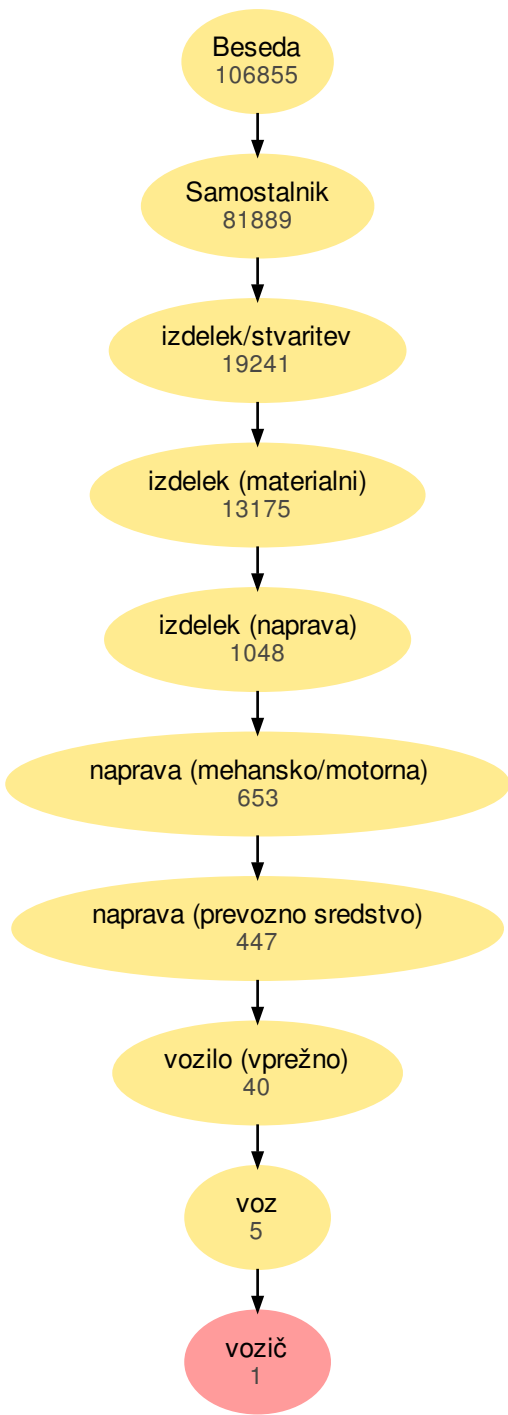 Beseda
106855
Samostalnik
81889
izdelek/stvaritev
19241
izdelek (materialni)
13175
izdelek (naprava)
1048
naprava (mehansko/motorna)
653
naprava (prevozno sredstvo)
447
vozilo (vprežno)
40
voz
5
vozič
1